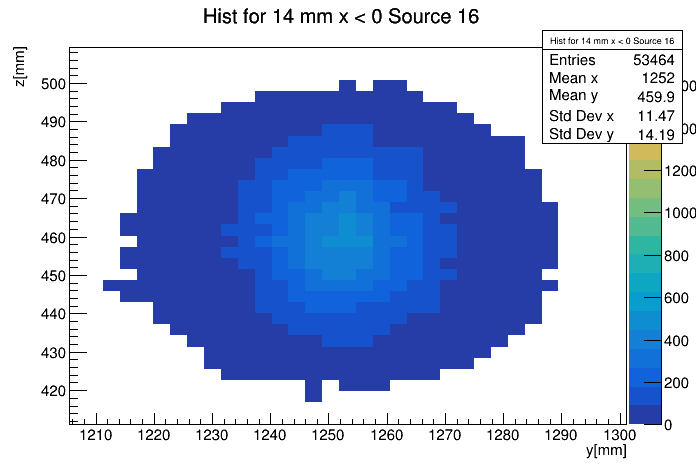 Hist for 14 mm x < 0 Source 16
z[mm]
Hist for 14 mm x < 0 Source 16
Entries 53464
Mean x 1252
Mean y 459.9
Std Dev x 11.47
Std Dev y 14.19
500
490
480
470
460
450
440
430
420
1200
1000
800
600
400
200
0
1210 1220 1230 1240 1250 1260 1270 1280 1290 1300
y[mm]